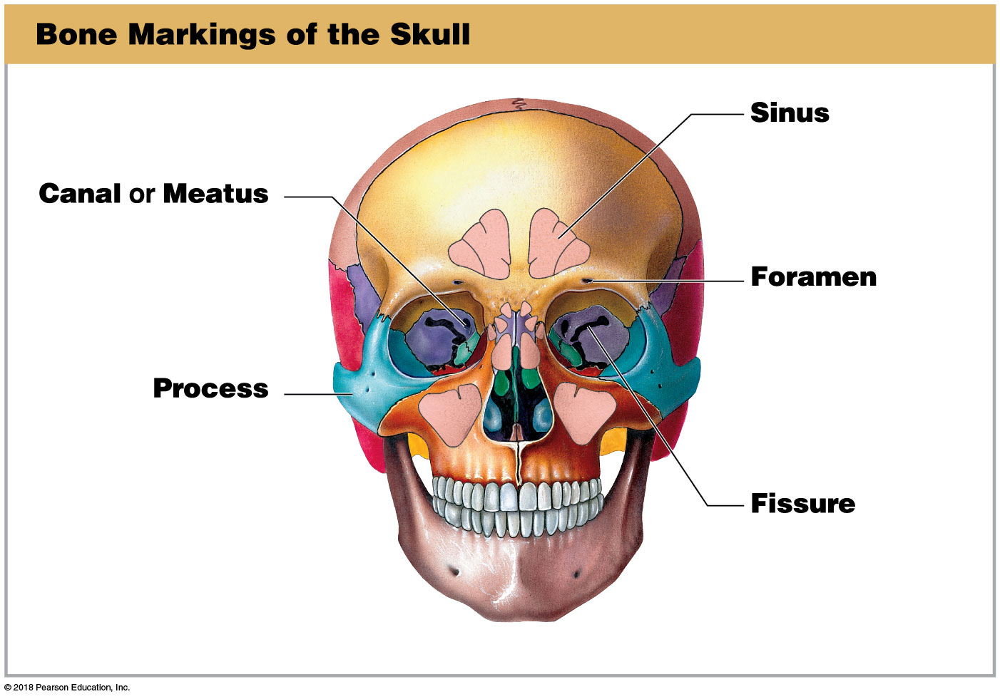 Bone Markings of the Skull
Sinus
Canal or Meatus
Foramen
Process
Fissure
© 2018 Pearson Education, Inc.